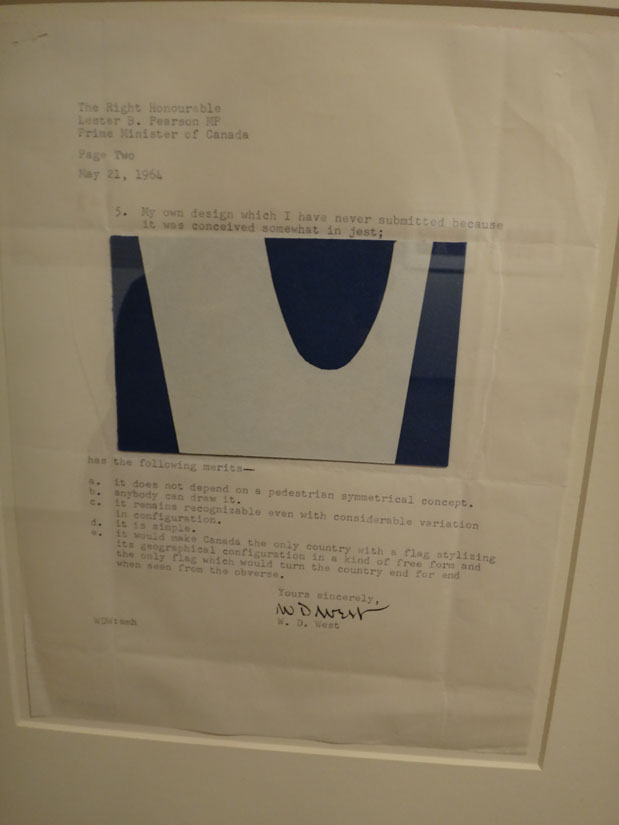 The Right Honourable
Lester B. Pearson MP
Prime Minister of Canada
Page Two
May 21, 1964
5. My own design which I have never submitted because
it was conceived somewhat in jest;
has the following merits—
a. it does not depend on a pedestrian symmetrical concept.
b. anybody can draw it.
c. it remains recognizable even with considerable variation
in configuration.
d. it is simple.
e. it would make Canada the only country with a flag stylizing
its geographical configuration in a kind of free form and
the only flag which would turn the country end for end
when seen from the obverse.
Yours sincerely,
W D West
W. D. West